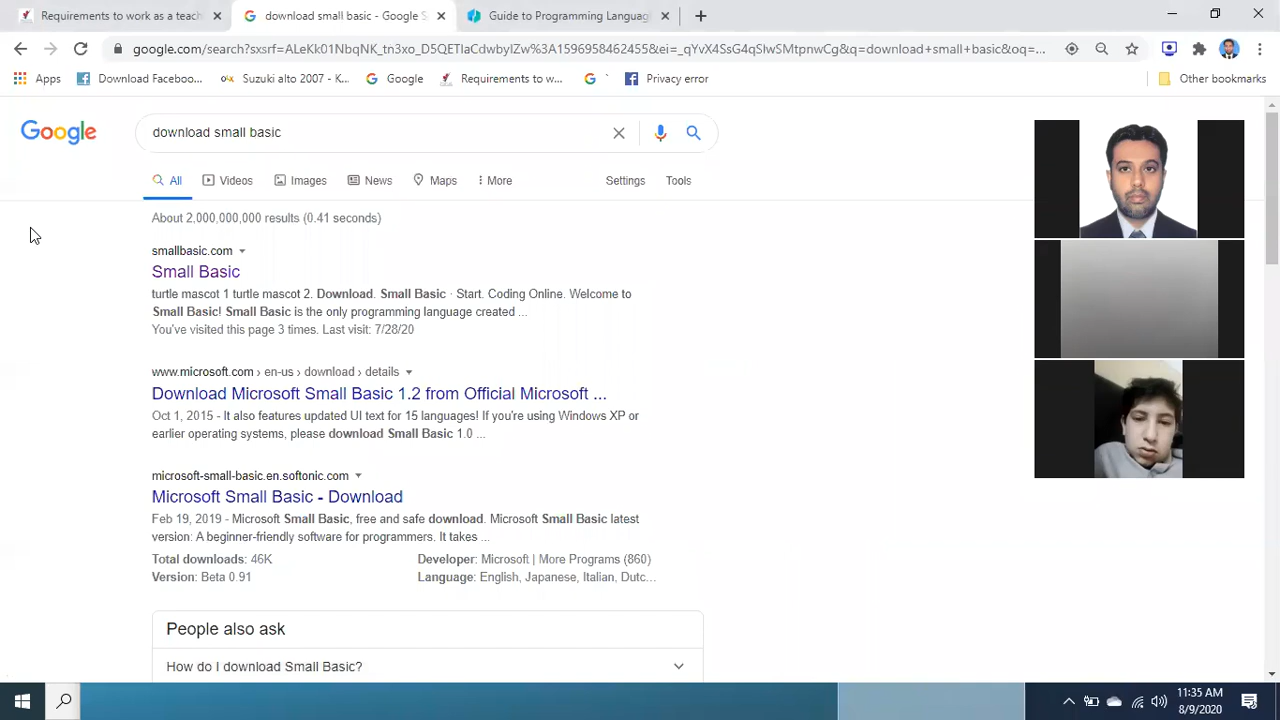 Requirements to work as a teach
download small basic - Google S
Guide to Programming Languag
google.com/search?sxsrf=ALeKk01NbqNK_tn3xo_D5QETlaCdwbylZw%3A1596958462455&ei=_qYvX4SsG4qSlwSMtpnwCg&q=download+small+basic&oq=...
Apps
Download Faceboo...
Suzuki alto 2007 - K...
Google
Requirements to w...
Privacy error
Other bookmarks
Google
download small basic
All
Videos
Images
News
Maps
More
Settings
Tools
About 2,000,000,000 results (0.41 seconds)
smallbasic.com
Small Basic
turtle mascot 1 turtle mascot 2. Download. Small Basic · Start. Coding Online. Welcome to
Small Basic! Small Basic is the only programming language created ...
You've visited this page 3 times. Last visit: 7/28/20
www.microsoft.com › en-us › download › details
Download Microsoft Small Basic 1.2 from Official Microsoft ...
Oct 1, 2015 - It also features updated UI text for 15 languages! If you're using Windows XP or
earlier operating systems, please download Small Basic 1.0 ...
microsoft-small-basic.en.softonic.com
Microsoft Small Basic - Download
Feb 19, 2019 - Microsoft Small Basic, free and safe download. Microsoft Small Basic latest
version: A beginner-friendly software for programmers. It takes ...
Total downloads: 46K
Developer: Microsoft | More Programs (860)
Version: Beta 0.91
Language: English, Japanese, Italian, Dutc...
People also ask
How do I download Small Basic?
11:35 AM
8/9/2020